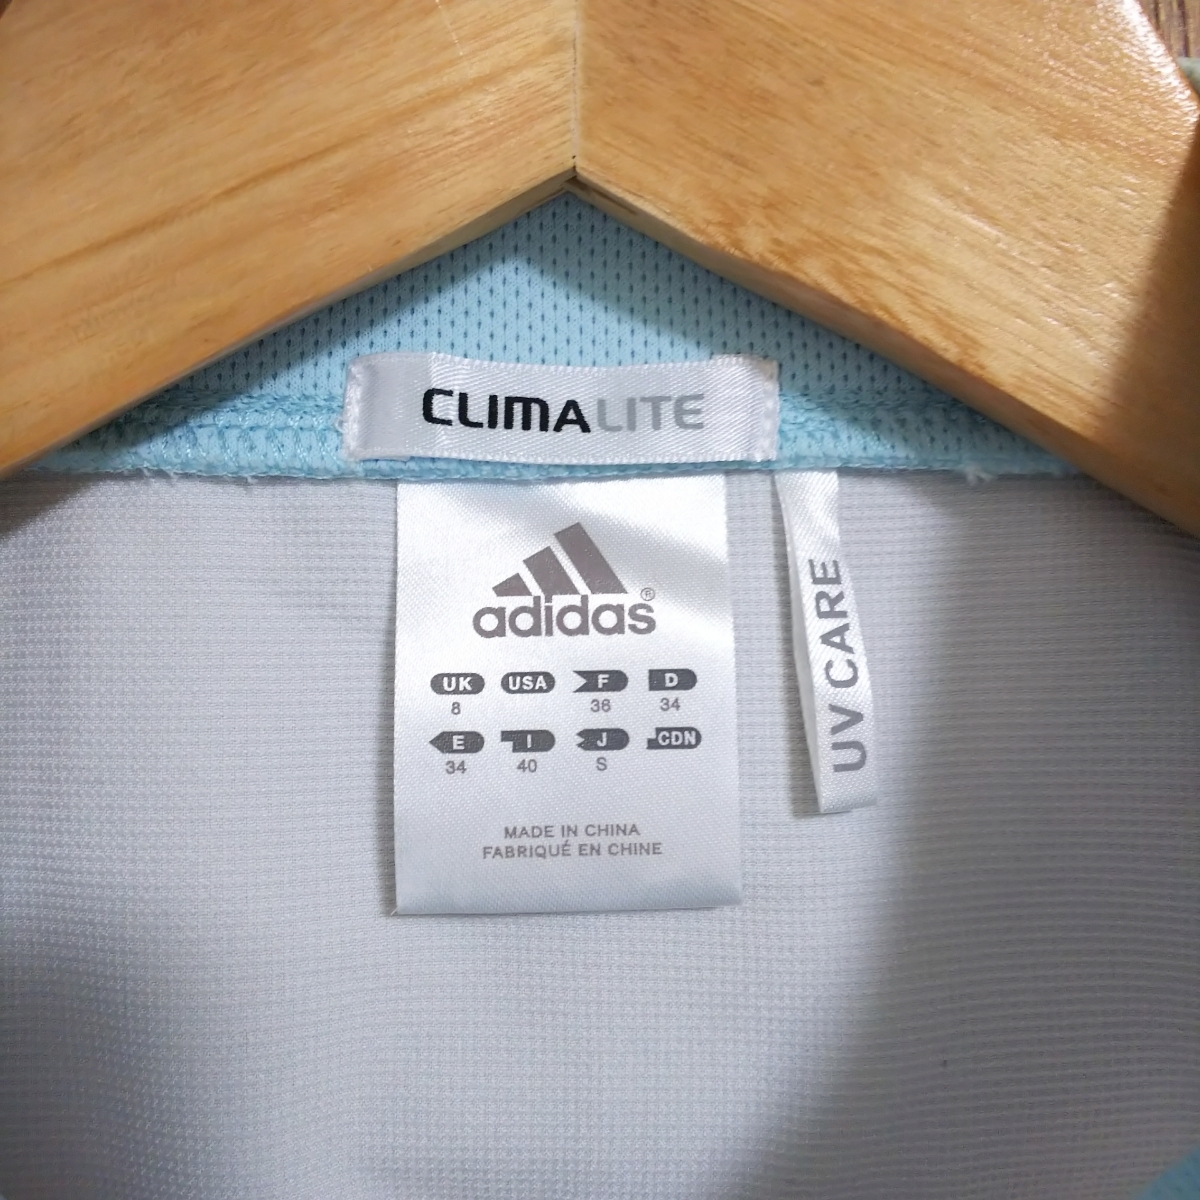 CLIMALITE
adidas®
UK USA F D
8 36 34
E I J CDN
34 40 S
MADE IN CHINA
FABRIQUÉ EN CHINE
UV CARE